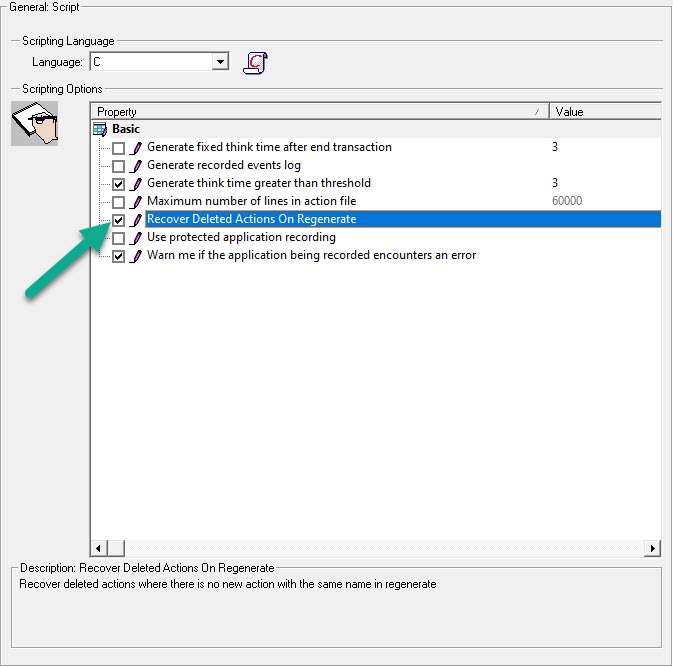 General: Script
Scripting Language
Language: C
Scripting Options
Property / Value
Basic
Generate fixed think time after end transaction 3
Generate recorded events log
Generate think time greater than threshold 3
Maximum number of lines in action file 60000
Recover Deleted Actions On Regenerate
Use protected application recording
Warn me if the application being recorded encounters an error
Description: Recover Deleted Actions On Regenerate
Recover deleted actions where there is no new action with the same name in regenerate